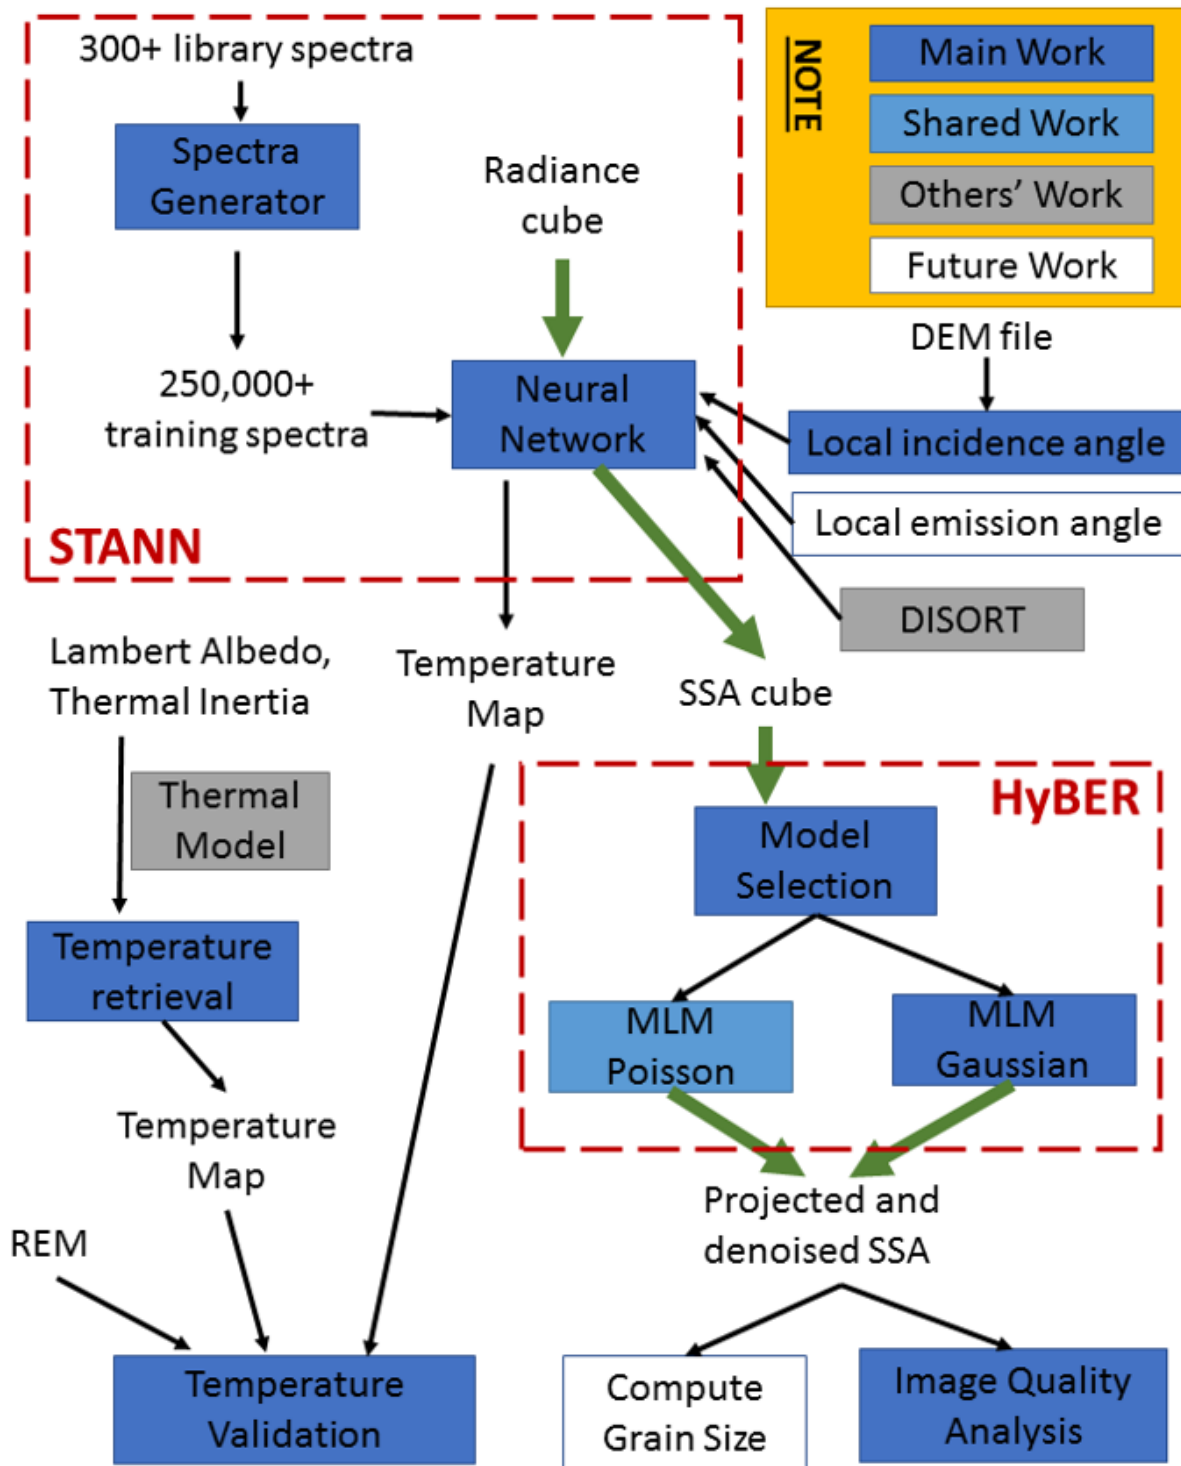 300+ library spectra
Spectra
Generator
250,000+
training spectra
Radiance
cube
Neural
Network
STANN
NOTE
Main Work
Shared Work
Others' Work
Future Work
DEM file
Local incidence angle
Local emission angle
DISORT
Lambert Albedo,
Thermal Inertia
Thermal
Model
Temperature
retrieval
Temperature
Map
REM
Temperature
Validation
Temperature
Map
SSA cube
HyBER
Model
Selection
MLM
Poisson
MLM
Gaussian
Projected and
denoised SSA
Compute
Grain Size
Image Quality
Analysis